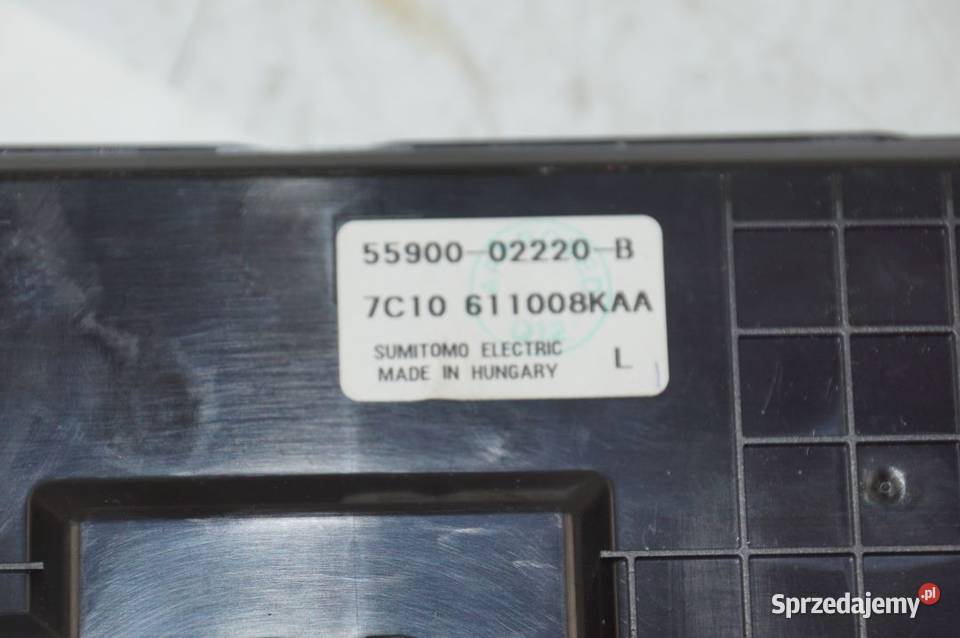 55900-02220-B
7C10 611008KAA
SUMITOMO ELECTRIC L
MADE IN HUNGARY
Sprzedajemy.pl